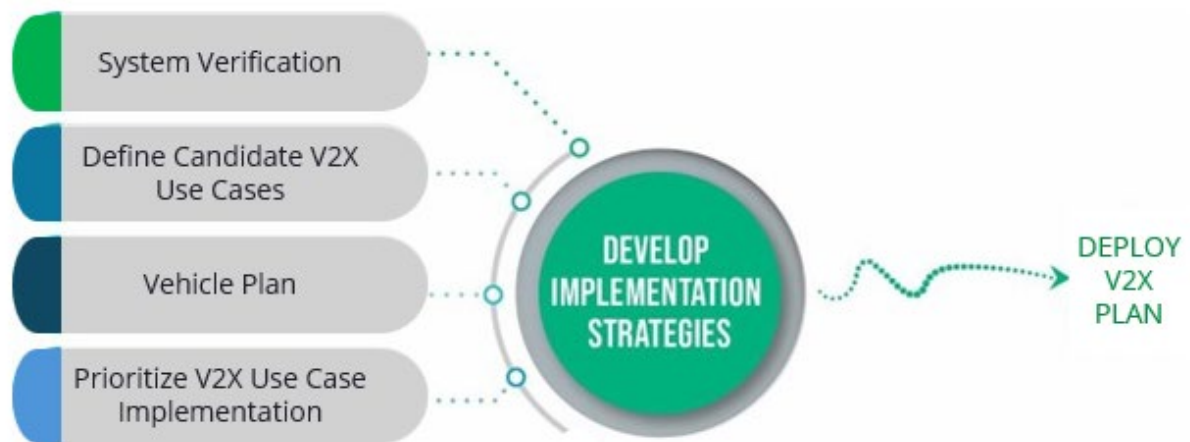 System Verification
Define Candidate V2X
Use Cases
Vehicle Plan
Prioritize V2X Use Case
Implementation
DEVELOP
IMPLEMENTATION
STRATEGIES
DEPLOY
V2X
PLAN